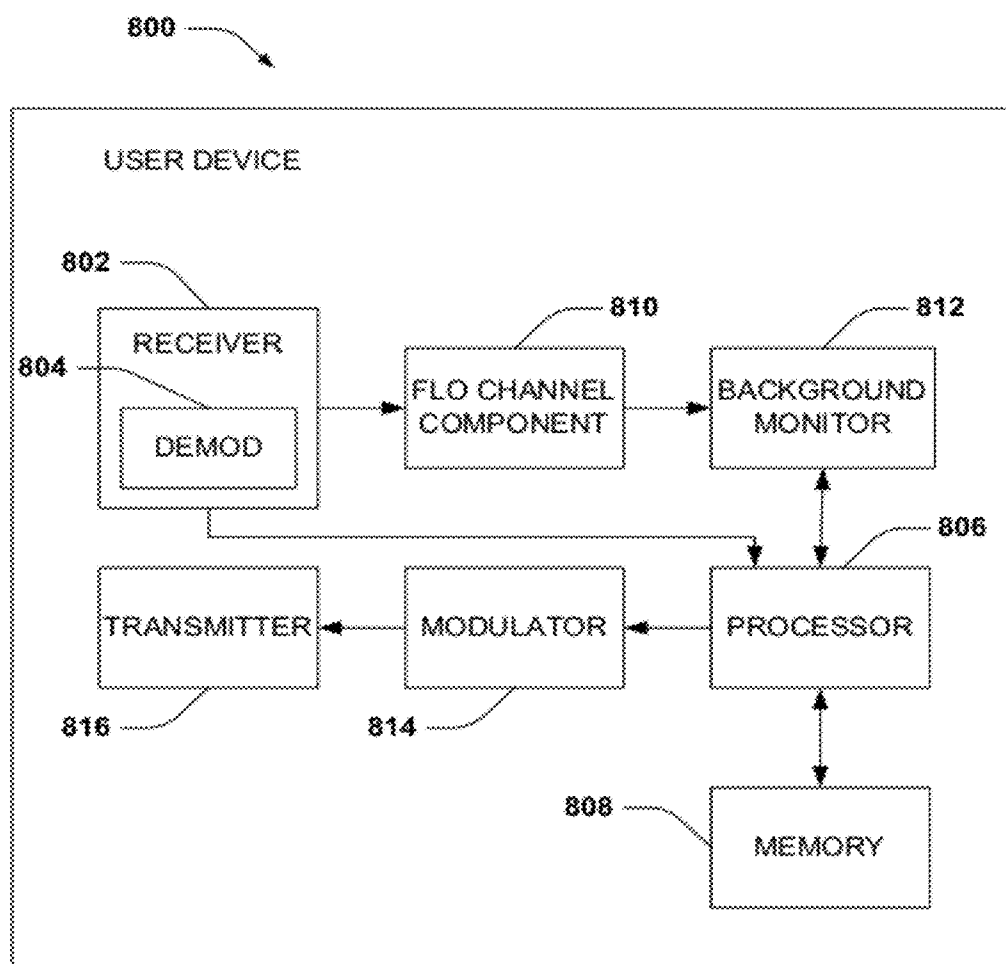 800
USER DEVICE
802
RECEIVER
804
DEMOD
810
FLO CHANNEL
COMPONENT
812
BACKGROUND
MONITOR
806
PROCESSOR
MODULATOR
TRANSMITTER
816
814
808
MEMORY